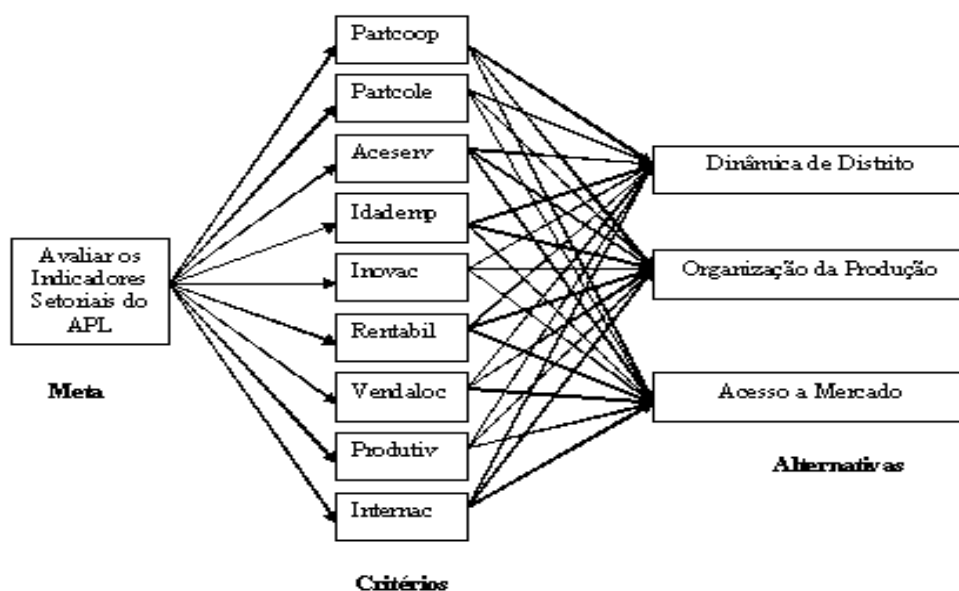 Avaliar os
Indicadores
Setoriais do
APL
Meta
Partcoop
Partcole
Aceserv
Idademp
Inovac
Rentabil
Vendaloc
Produtiv
Internac
Critérios
Dinâmica de Distrito
Organização da Produção
Acesso a Mercado
Alternativas